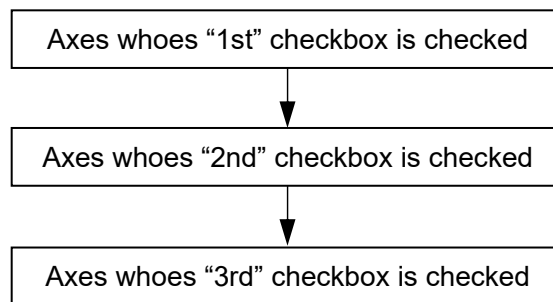 Axes whoes “1st” checkbox is checked
Axes whoes “2nd” checkbox is checked
Axes whoes “3rd” checkbox is checked